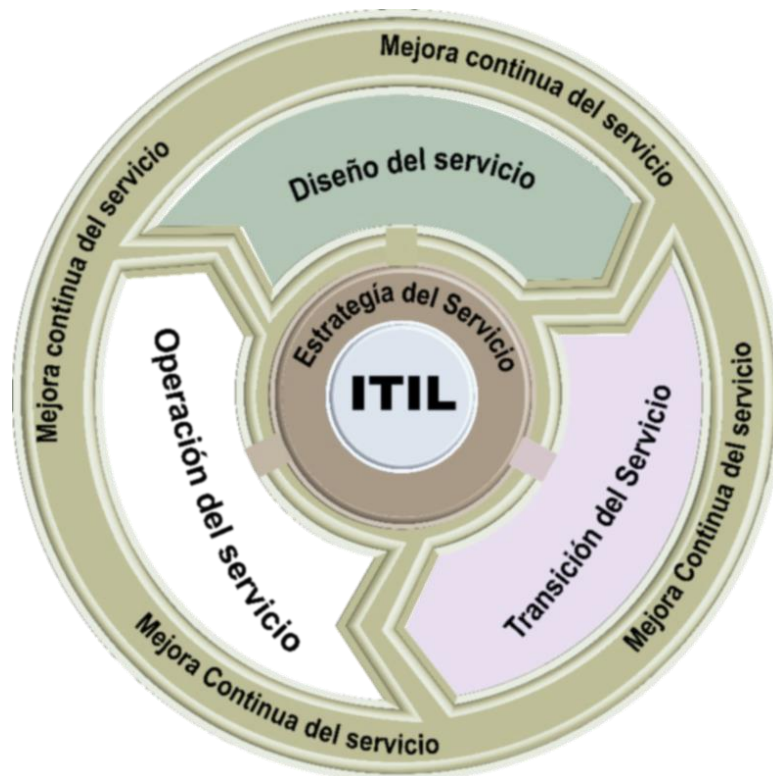 Mejora continua del servicio
Mejora continua del servicio
Diseño del servicio
Estrategía del Servicio
ITIL
Operación del servicio
Transición del Servicio
Mejora Continua del servicio
Mejora Continua del servicio